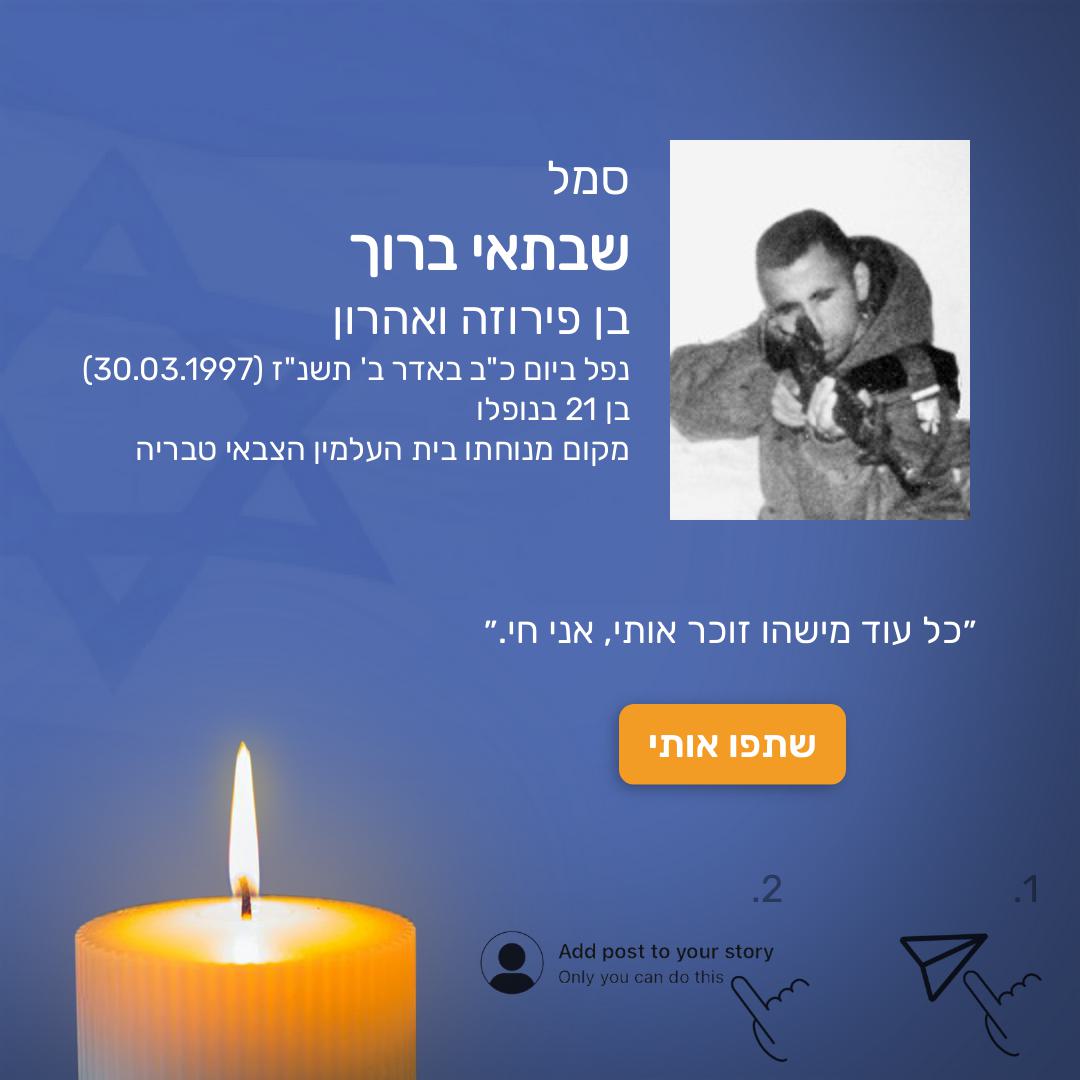 סמל
שבתאי ברוך
בן פירוזה ואהרון
נפל ביום כ"ב באדר ב' תשנ"ז (30.03.1997)
בן 21 בנופלו
מקום מנוחתו בית העלמין הצבאי טבריה
״כל עוד מישהו זוכר אותי, אני חי.״
שתפו אותי
1.
2.
Add post to your story
Only you can do this